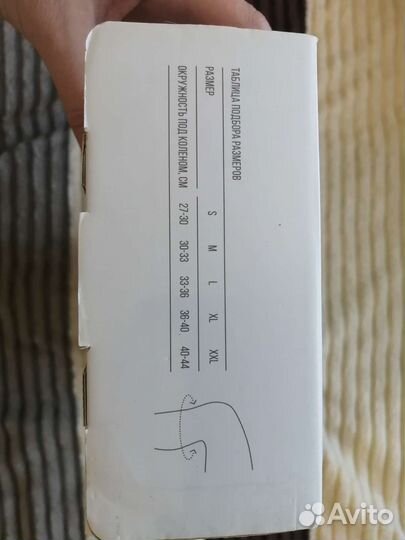 ТАБЛИЦА ПОДБОРА РАЗМЕРОВ
РАЗМЕР S M L XL XXL
ОКРУЖНОСТЬ ПОД КОЛЕНОМ, СМ 27-30 30-33 33-36 36-40 40-44
Avito